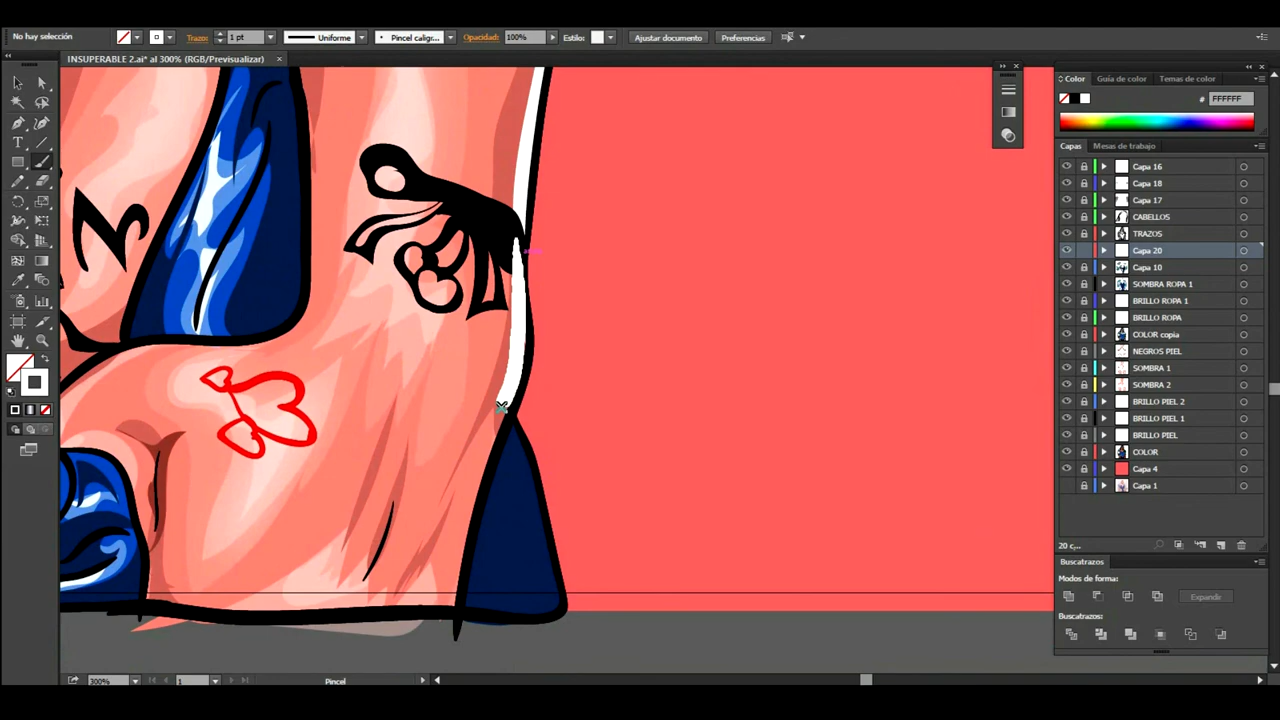 No hay selección
Trazo:
1 pt
Uniforme
Pincel caligr...
Opacidad:
100%
Estilo:
Ajustar documento
Preferencias
INSUPERABLE 2.ai* al 300% (RGB/Previsualizar)
Color
Guía de color
Temas de color
#
FFFFFF
Capas
Mesas de trabajo
Capa 16
Capa 18
Capa 17
CABELLOS
TRAZOS
Capa 20
Capa 10
SOMBRA ROPA 1
BRILLO ROPA 1
BRILLO ROPA
COLOR copia
NEGROS PIEL
SOMBRA 1
SOMBRA 2
BRILLO PIEL 2
BRILLO PIEL 1
BRILLO PIEL
COLOR
Capa 4
Capa 1
20 c...
Buscatrazos
Modos de forma:
Expandir
Buscatrazos:
300%
1
Pincel